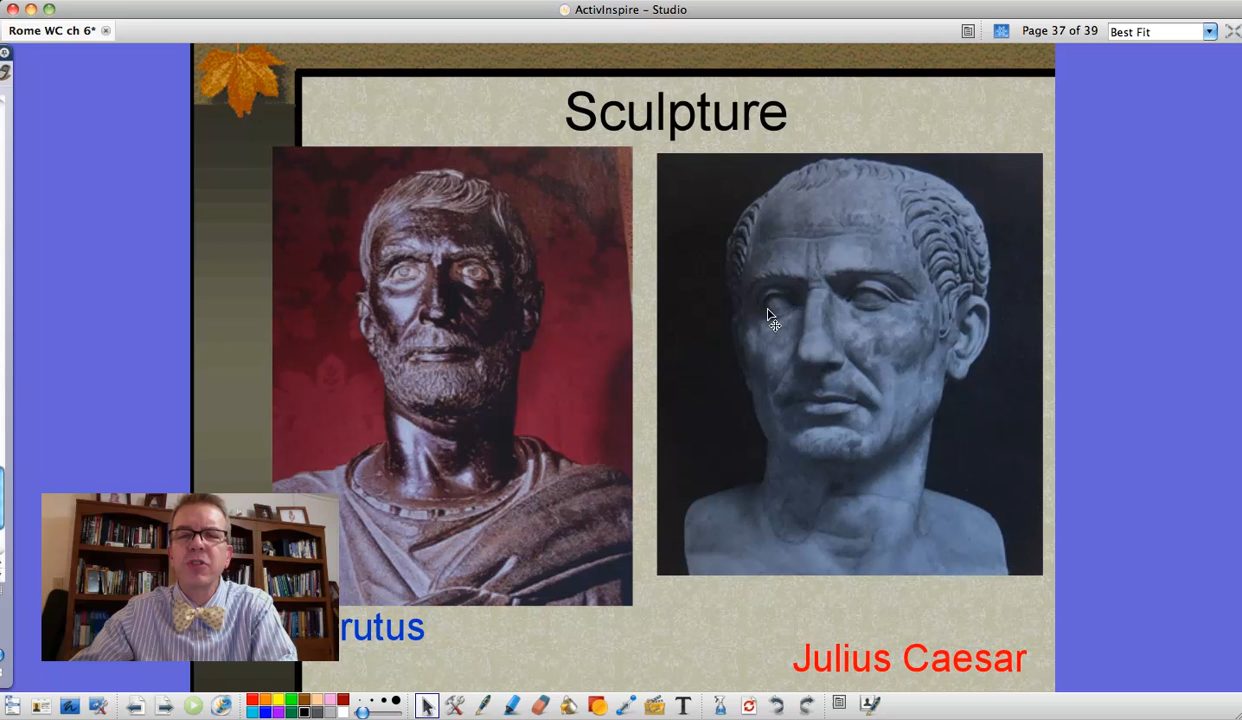 ActivInspire – Studio
Rome WC ch 6*
Page 37 of 39
Best Fit
Sculpture
rutus
Julius Caesar
T